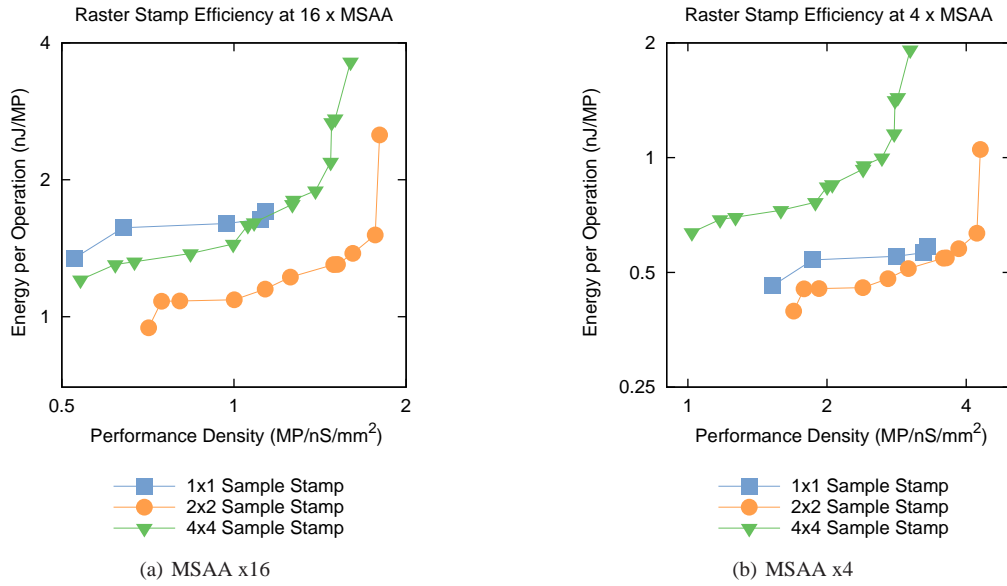 Raster Stamp Efficiency at 16 x MSAA
4
2
1
Energy per Operation (nJ/MP)
0.5
1
2
Performance Density (MP/nS/mm²)
1x1 Sample Stamp
2x2 Sample Stamp
4x4 Sample Stamp
(a) MSAA x16
Raster Stamp Efficiency at 4 x MSAA
2
1
0.5
0.25
Energy per Operation (nJ/MP)
1
2
4
Performance Density (MP/nS/mm²)
1x1 Sample Stamp
2x2 Sample Stamp
4x4 Sample Stamp
(b) MSAA x4